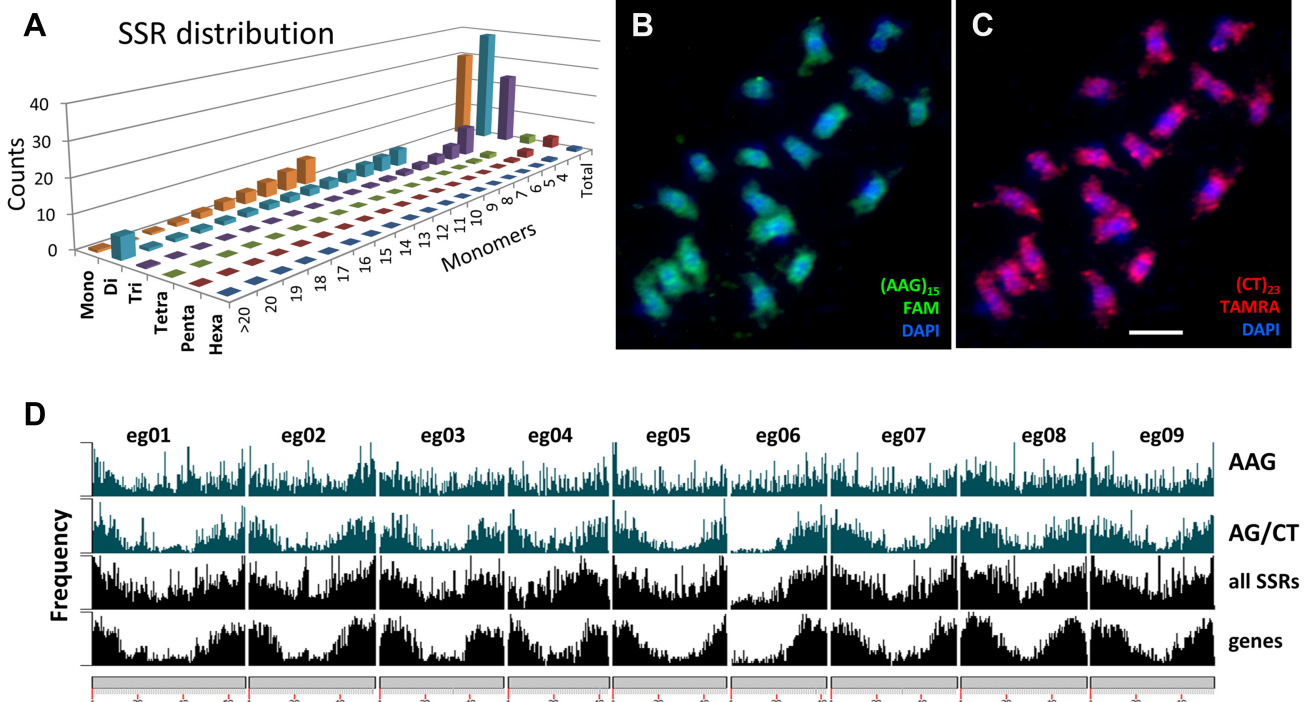 A
SSR distribution
40
30
20
10
0
Counts
Mono
Di
Tri
Tetra
Penta
Hexa
>20
20
19
18
17
16
15
14
13
12
11
10
9
8
7
6
5
4
Total
Monomers
B
(AAG)15
FAM
DAPI
C
(CT)23
TAMRA
DAPI
D
eg01 eg02 eg03 eg04 eg05 eg06 eg07 eg08 eg09
Frequency
AAG
AG/CT
all SSRs
genes